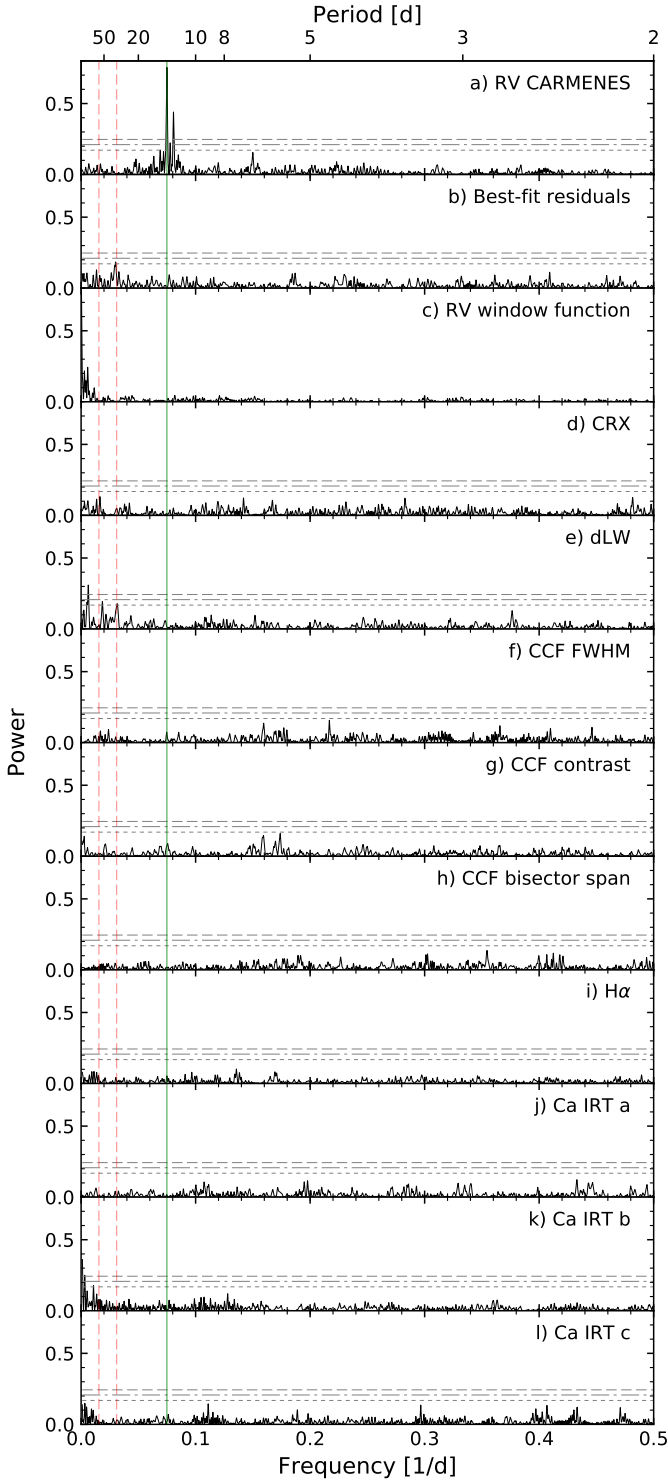 Period [d]
50 20 10 8 5 3 2
a) RV CARMENES
0.5
b) Best-fit residuals
0.0
0.5
c) RV window function
0.0
0.5
d) CRX
0.0
0.5
e) dLW
0.0
0.5
f) CCF FWHM
0.0
0.5
g) CCF contrast
0.0
0.5
h) CCF bisector span
0.0
0.5
i) Hα
0.0
0.5
j) Ca IRT a
0.0
0.5
k) Ca IRT b
0.0
0.5
l) Ca IRT c
0.0
0.5
0.0
Power
0.0 0.1 0.2 0.3 0.4 0.5
Frequency [1/d]